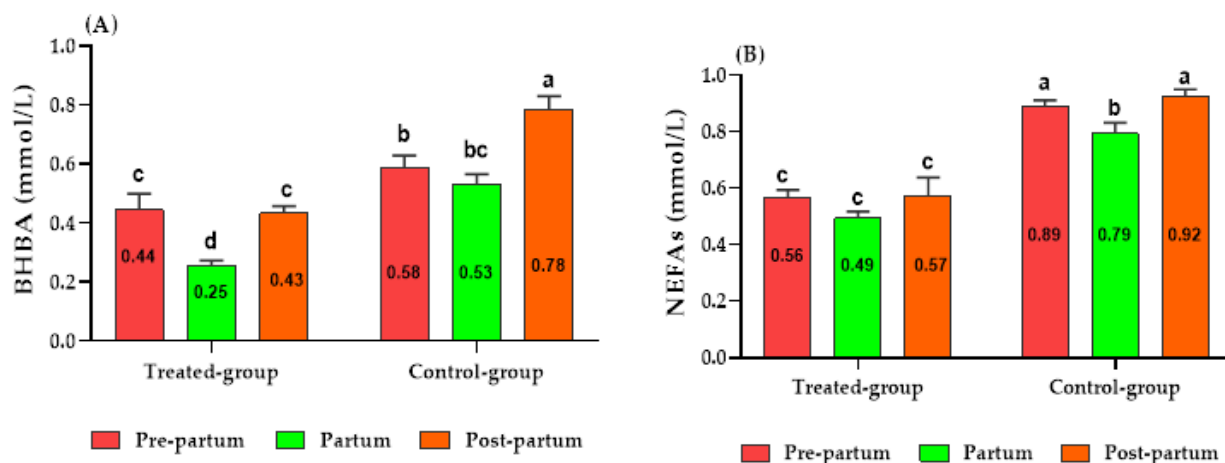 (A)
BHBA (mmol/L)
1.0
0.8
0.6
0.4
0.2
0.0
c
d
c
b
bc
a
0.44
0.25
0.43
0.58
0.53
0.78
Treated-group
Control-group
Pre-partum
Partum
Post-partum
(B)
NEFAs (mmol/L)
1.0
0.8
0.6
0.4
0.2
0.0
c
c
c
a
b
a
0.56
0.49
0.57
0.89
0.79
0.92
Treated-group
Control-group
Pre-partum
Partum
Post-partum